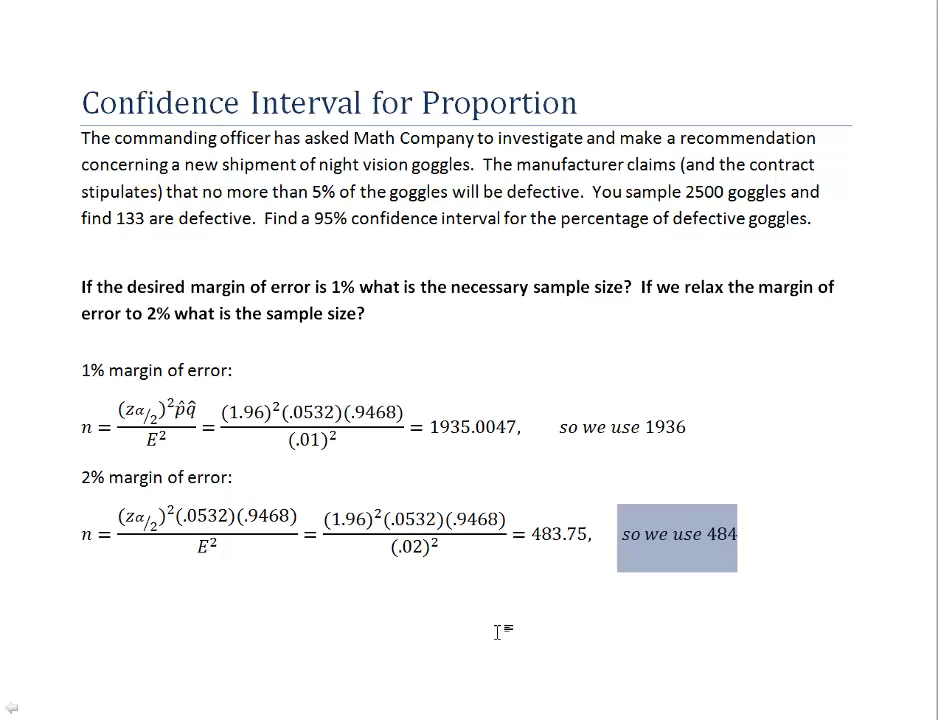 Confidence Interval for Proportion
The commanding officer has asked Math Company to investigate and make a recommendation
concerning a new shipment of night vision goggles.  The manufacturer claims (and the contract
stipulates) that no more than 5% of the goggles will be defective.  You sample 2500 goggles and
find 133 are defective.  Find a 95% confidence interval for the percentage of defective goggles.
If the desired margin of error is 1% what is the necessary sample size?  If we relax the margin of
error to 2% what is the sample size?
1% margin of error:
n = (zα/2)²p̂q̂ / E² = (1.96)²(.0532)(.9468) / (.01)² = 1935.0047,    so we use 1936
2% margin of error:
n = (zα/2)²(.0532)(.9468) / E² = (1.96)²(.0532)(.9468) / (.02)² = 483.75,    so we use 484